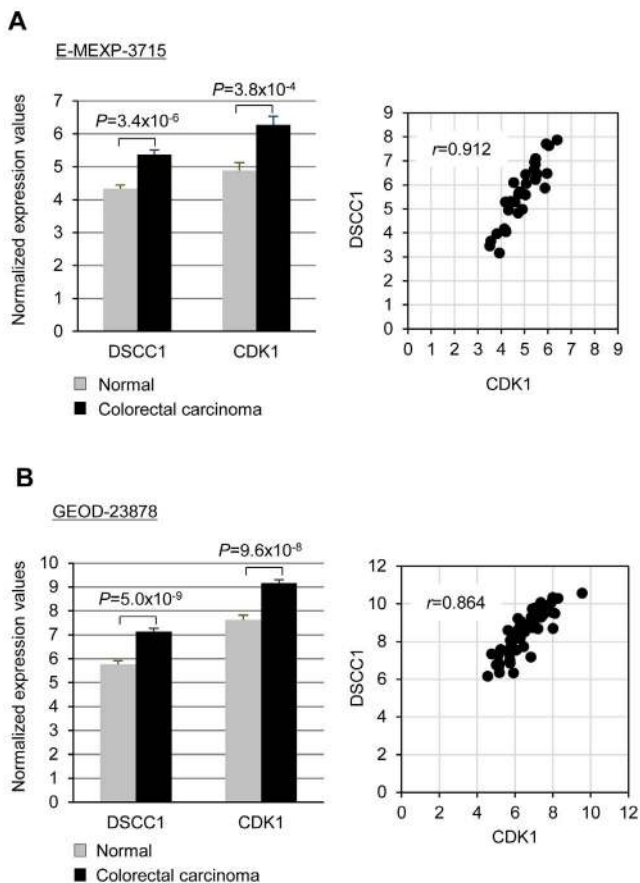 A
E-MEXP-3715
P=3.4x10-6
P=3.8x10-4
Normalized expression values
7
6
5
4
3
2
1
0
DSCC1 CDK1
Normal
Colorectal carcinoma
r=0.912
DSCC1
9
8
7
6
5
4
3
2
1
0
0 1 2 3 4 5 6 7 8 9
CDK1
B
GEOD-23878
P=5.0x10-9
P=9.6x10-8
Normalized expression values
10
9
8
7
6
5
4
3
2
1
0
DSCC1 CDK1
Normal
Colorectal carcinoma
r=0.864
DSCC1
12
10
8
6
4
2
0
0 2 4 6 8 10 12
CDK1